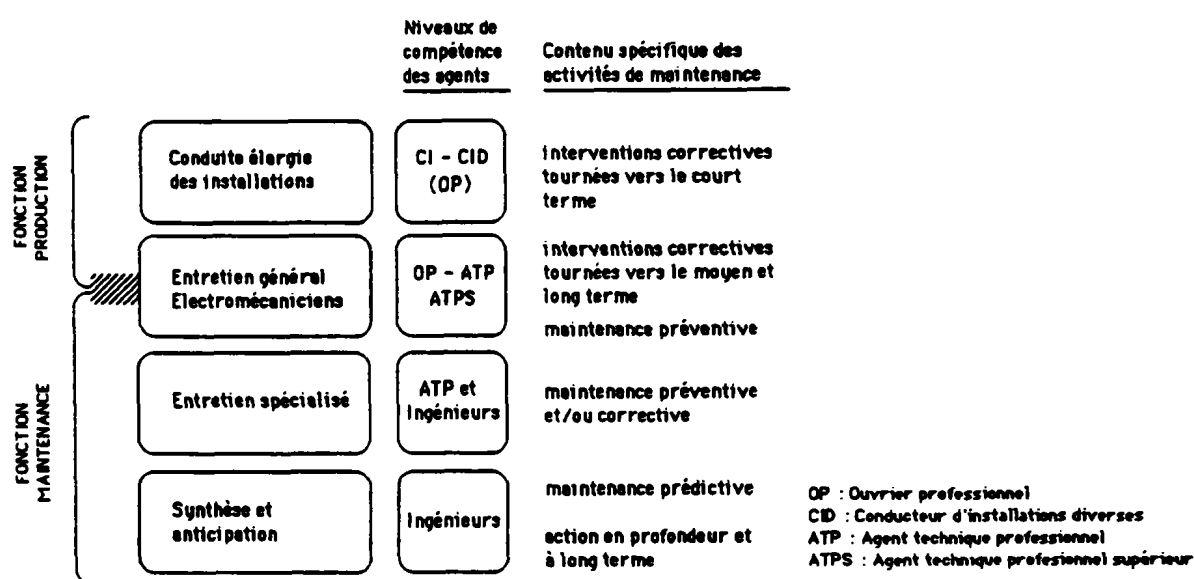 Niveaux de
compétence
des agents
Contenu spécifique des
activités de maintenance
FONCTION
PRODUCTION
Conduite élargie
des installations
CI - CID
(OP)
interventions correctives
tournées vers le court
terme
Entretien général
Electromécaniciens
OP - ATP
ATPS
interventions correctives
tournées vers le moyen et
long terme
maintenance préventive
FONCTION
MAINTENANCE
Entretien spécialisé
ATP et
Ingénieurs
maintenance préventive
et/ou corrective
Synthèse et
anticipation
Ingénieurs
maintenance prédictive
action en profondeur et
à long terme
OP : Ouvrier professionnel
CID : Conducteur d'installations diverses
ATP : Agent technique professionnel
ATPS : Agent technique profesionnel supérieur